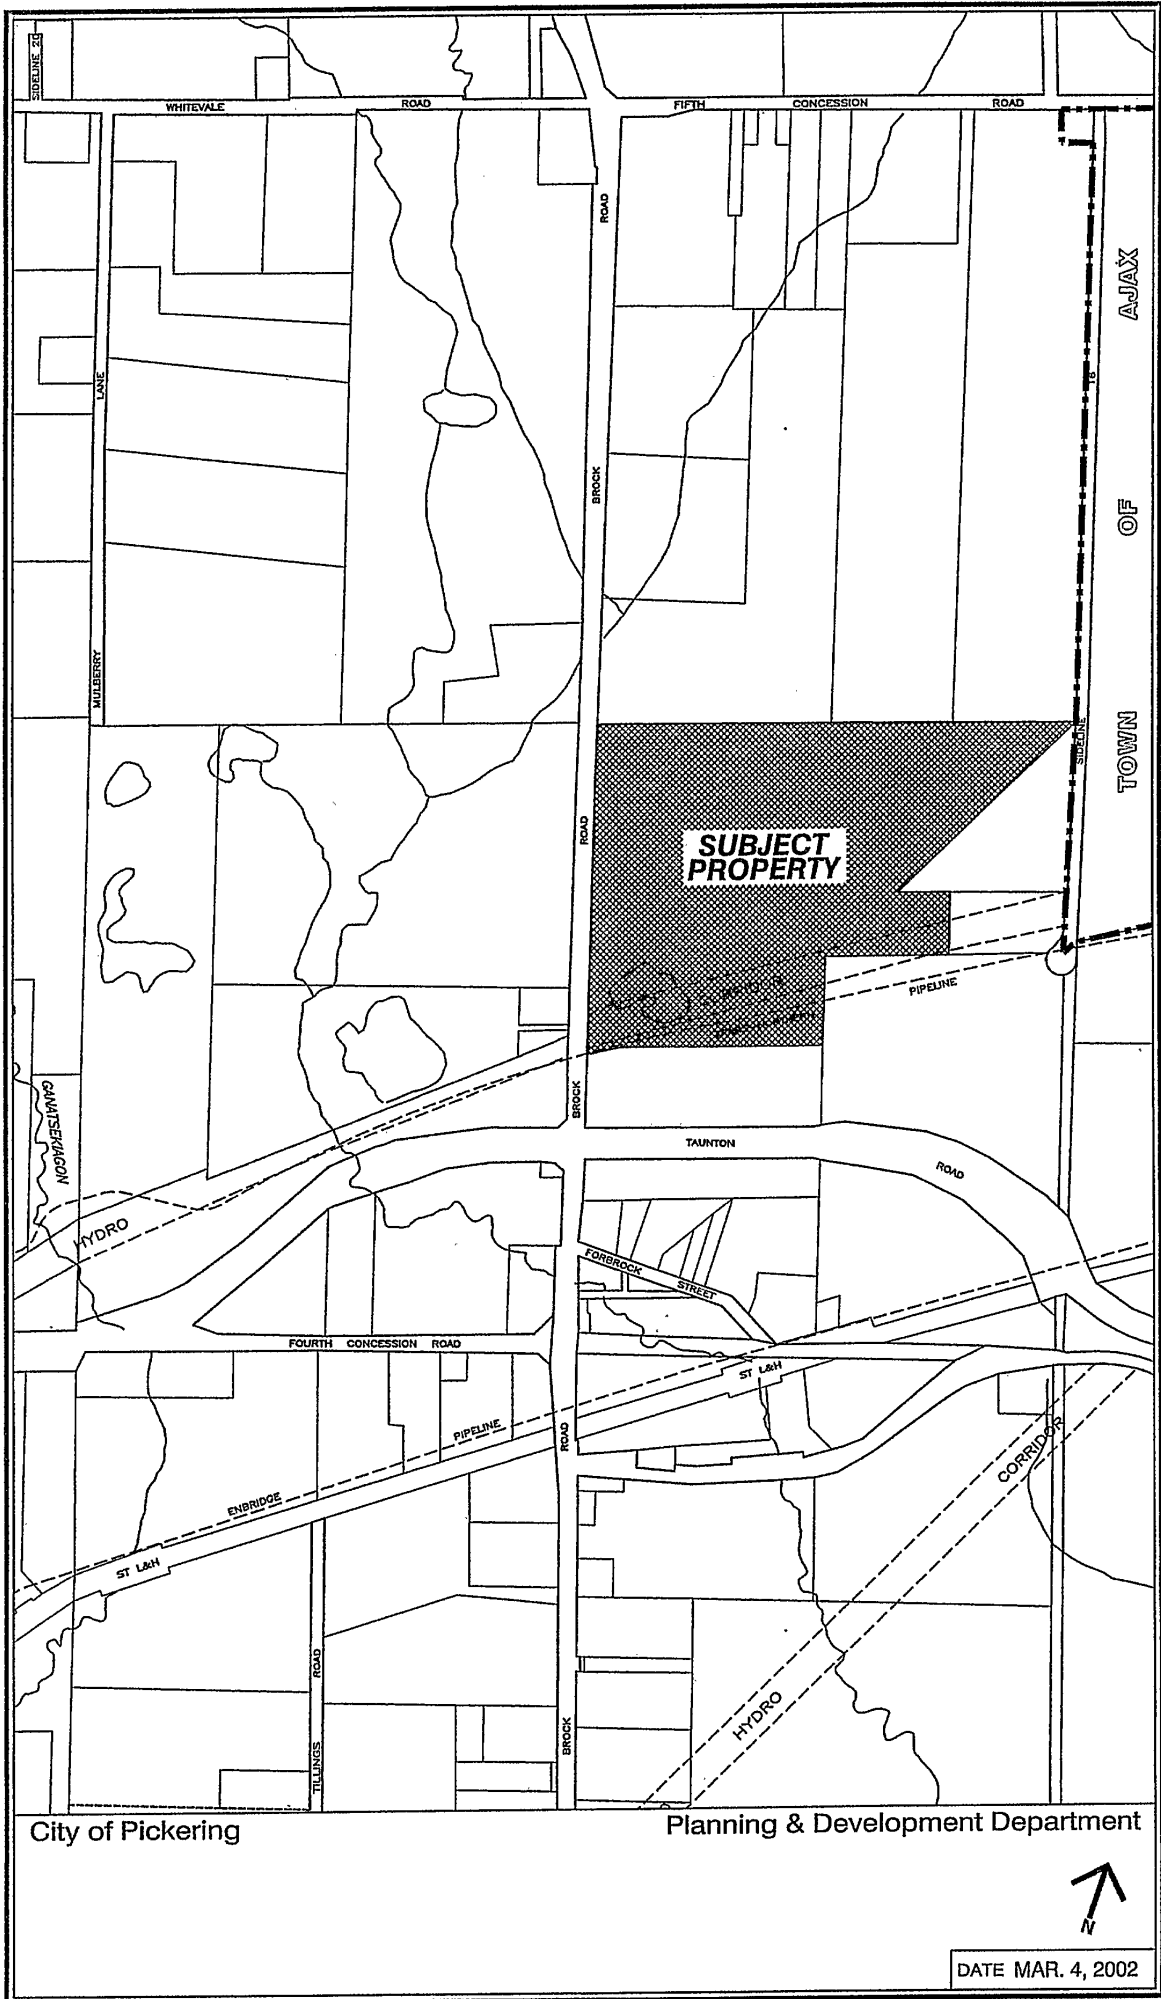 SIDELINE 20
WHITEVALE ROAD
FIFTH CONCESSION ROAD
ROAD
AJAX
LANE
16
BROCK
OF
MULBERRY
SIDELINE
TOWN
ROAD
SUBJECT
PROPERTY
PIPELINE
BROCK
GANATSEKIAGON
TAUNTON
ROAD
HYDRO
FORBROCK
STREET
FOURTH CONCESSION ROAD
ST L&H
PIPELINE
ROAD
CORRIDOR
ENBRIDGE
ST L&H
ROAD
HYDRO
BROCK
TILLINGS
City of Pickering
Planning & Development Department
N
DATE MAR. 4, 2002